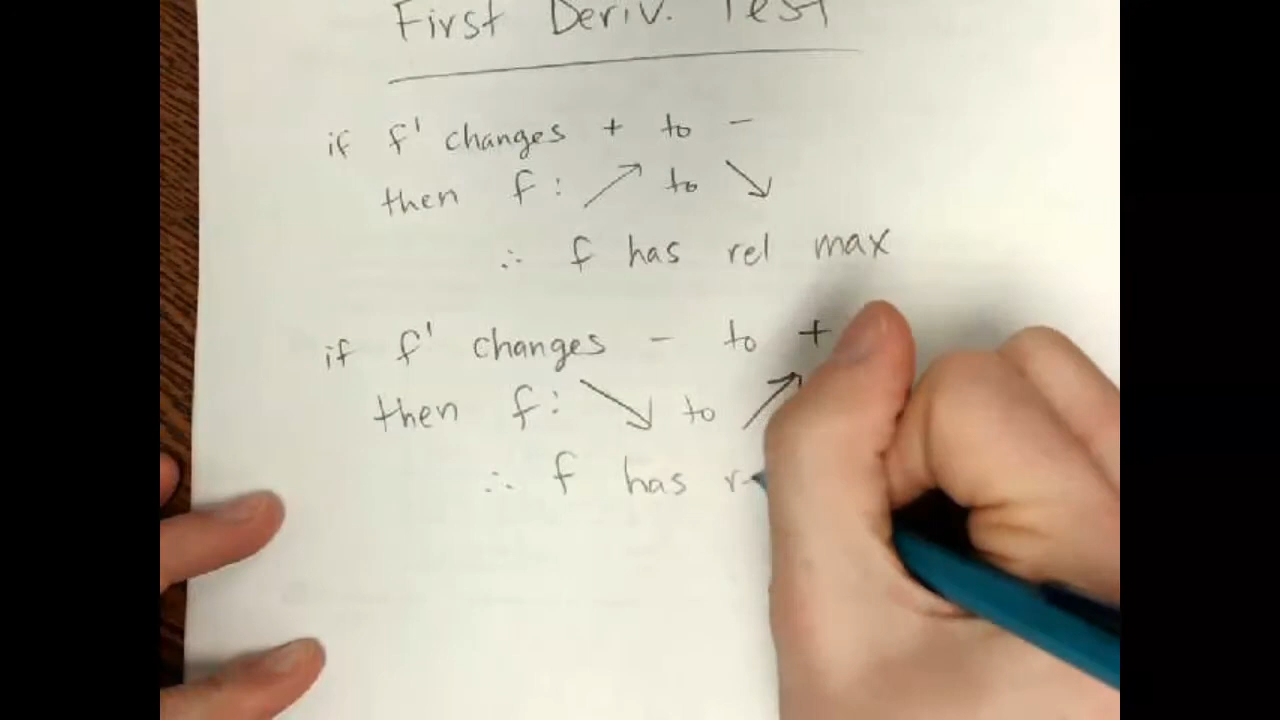 First Deriv. Test
if f' changes + to -
then f: ↗ to ↘
∴ f has rel max
if f' changes - to +
then f: ↘ to ↗
∴ f has r